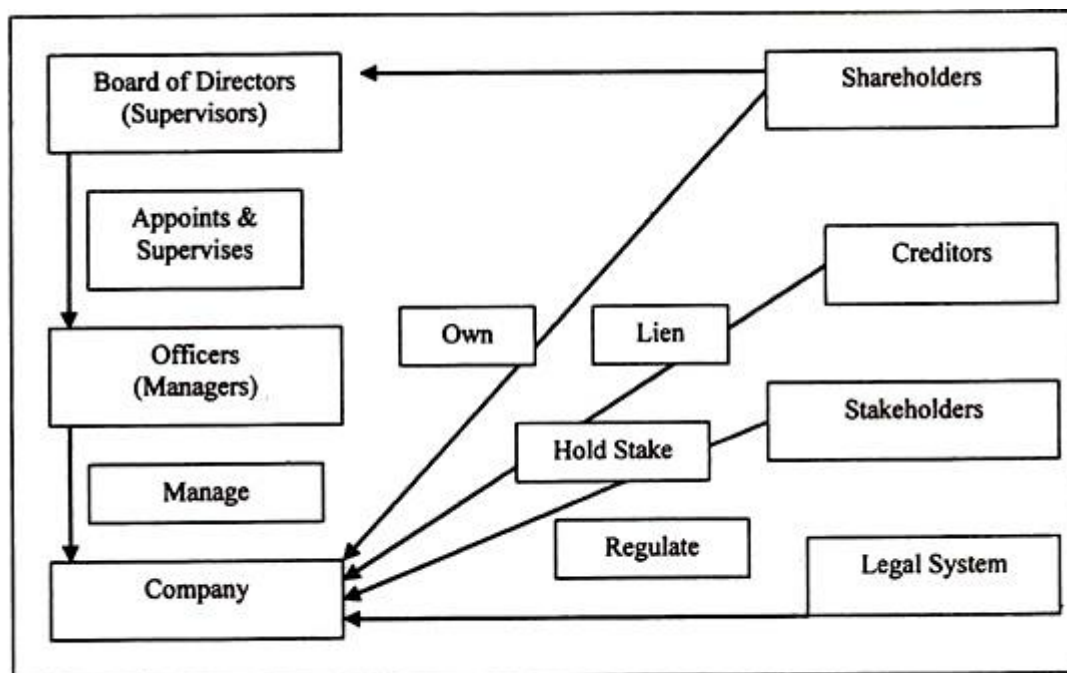 Board of Directors
(Supervisors)
Shareholders
Appoints &
Supervises
Creditors
Own
Lien
Officers
(Managers)
Stakeholders
Hold Stake
Manage
Regulate
Legal System
Company